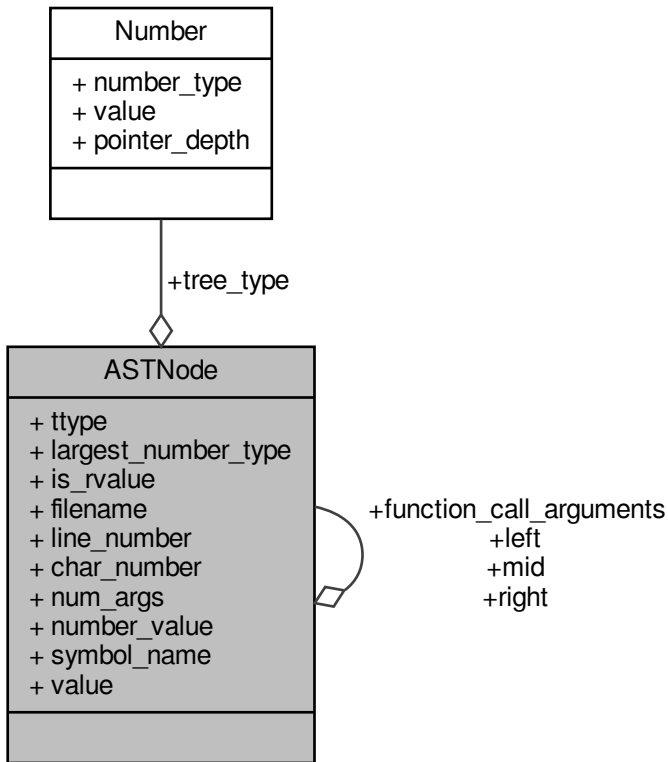 Number
+ number_type
+ value
+ pointer_depth
+tree_type
ASTNode
+ ttype
+ largest_number_type
+ is_rvalue
+ filename
+ line_number
+ char_number
+ num_args
+ number_value
+ symbol_name
+ value
+function_call_arguments
+left
+mid
+right